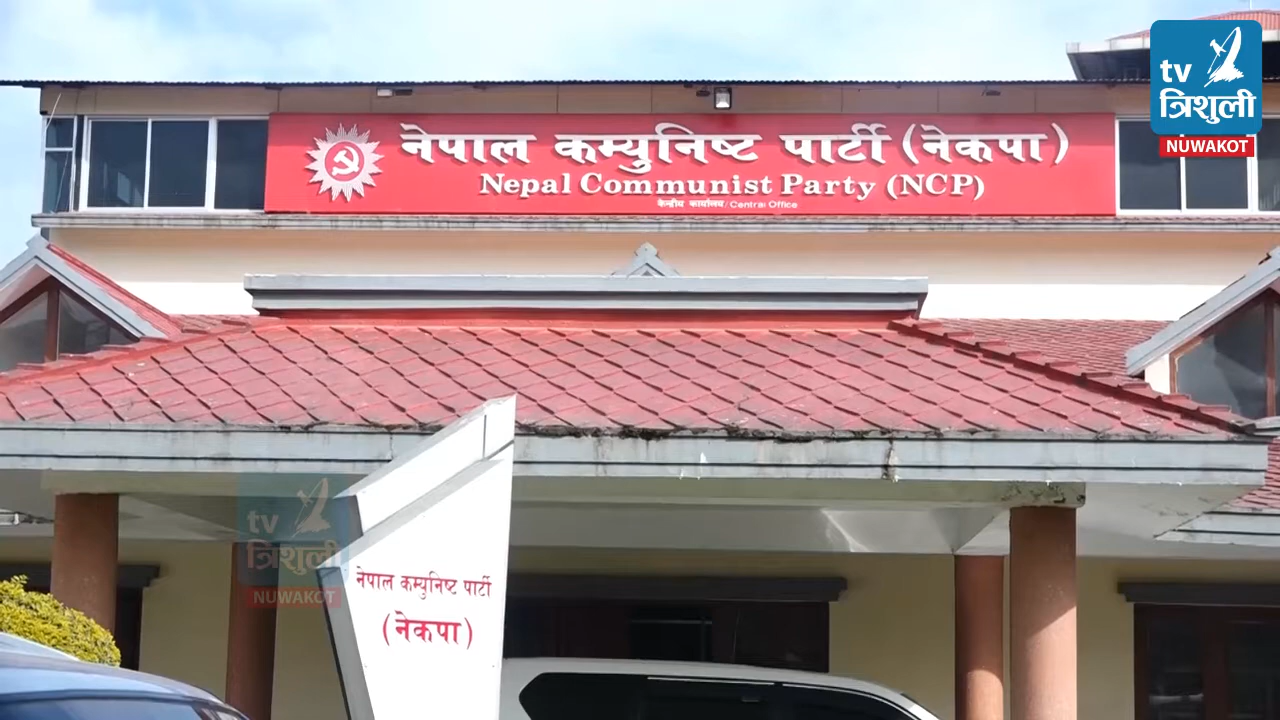 नेपाल कम्युनिष्ट पार्टी (नेकपा)
Nepal Communist Party (NCP)
केन्द्रीय कार्यालय/Central Office
tv
त्रिशुली
NUWAKOT
tv
त्रिशुली
NUWAKOT
नेपाल कम्युनिष्ट पार्टी
(नेकपा)